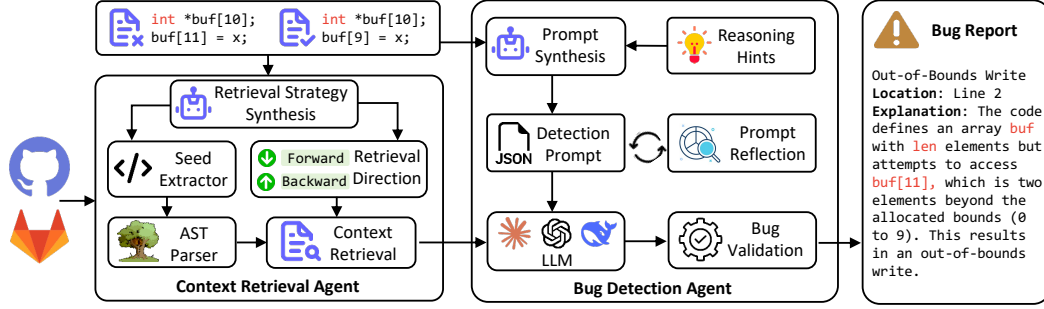 int *buf[10];
buf[11] = x;
int *buf[10];
buf[9] = x;
Retrieval Strategy
Synthesis
Seed
Extractor
Forward Retrieval
Backward Direction
AST
Parser
Context
Retrieval
Context Retrieval Agent
Prompt
Synthesis
Reasoning
Hints
JSON
Detection
Prompt
Prompt
Reflection
LLM
Bug
Validation
Bug Detection Agent
Bug Report
Out-of-Bounds Write
Location: Line 2
Explanation: The code
defines an array buf
with len elements but
attempts to access
buf[11], which is two
elements beyond the
allocated bounds (0
to 9). This results
in an out-of-bounds
write.